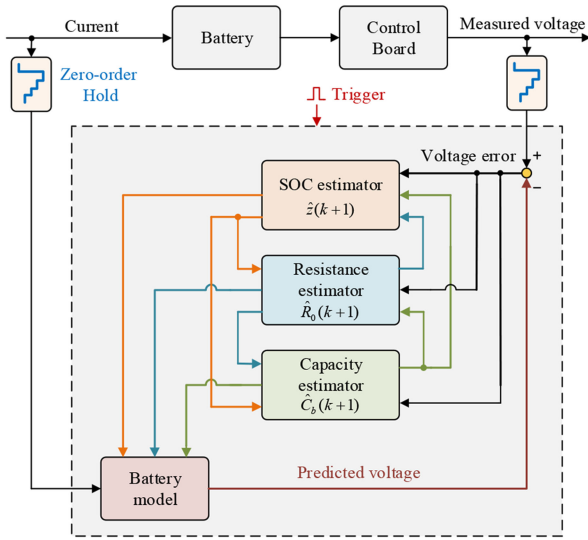 Current
Battery
Control
Board
Measured voltage
Zero-order
Hold
Trigger
Voltage error
+
−
SOC estimator
ẑ(k+1)
Resistance
estimator
R̂₀(k+1)
Capacity
estimator
Ĉ_b(k+1)
Battery
model
Predicted voltage